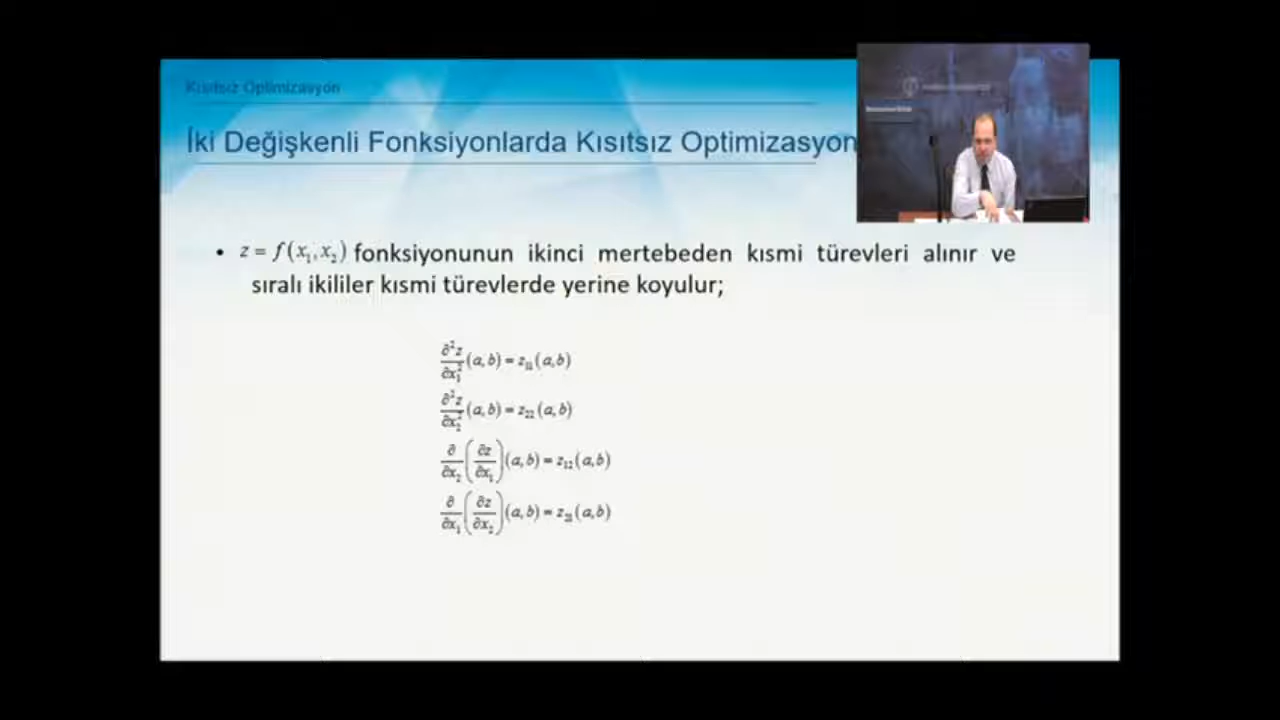 Kısıtsız Optimizasyon
İki Değişkenli Fonksiyonlarda Kısıtsız Optimizasyon
• z = f(x₁, x₂) fonksiyonunun ikinci mertebeden kısmi türevleri alınır ve
sıralı ikililer kısmi türevlerde yerine koyulur;
∂²z/∂x₁² (a, b) = z₁₁(a, b)
∂²z/∂x₂² (a, b) = z₂₂(a, b)
∂/∂x₂ (∂z/∂x₁) (a, b) = z₁₂(a, b)
∂/∂x₁ (∂z/∂x₂) (a, b) = z₂₁(a, b)